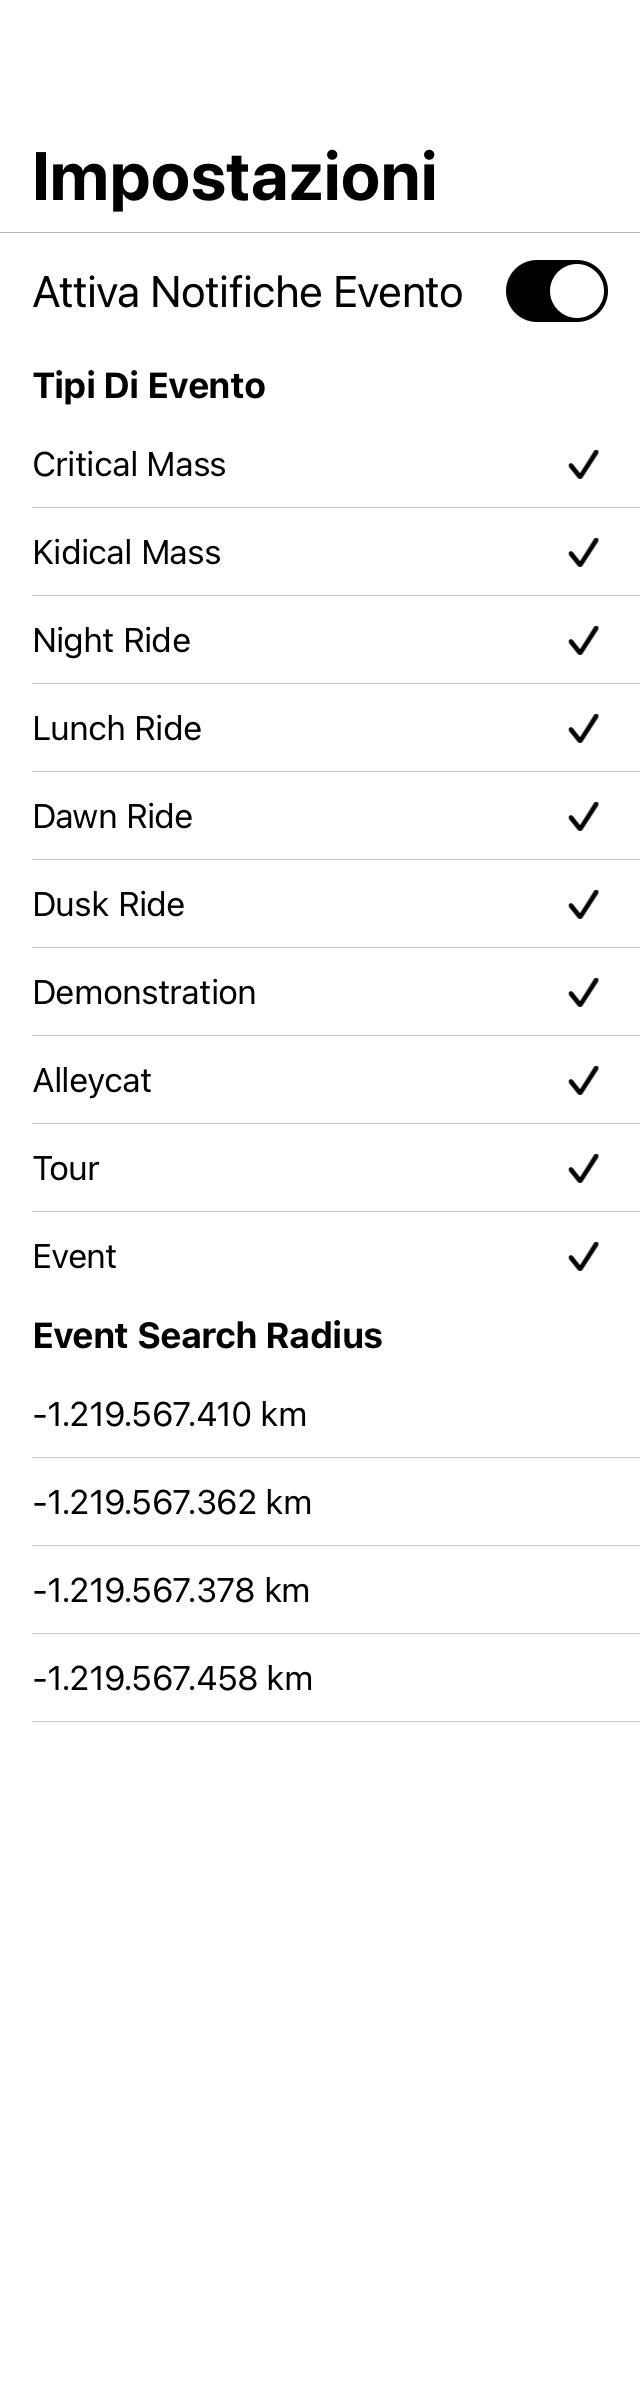 Impostazioni
Attiva Notifiche Evento
Tipi Di Evento
Critical Mass
Kidical Mass
Night Ride
Lunch Ride
Dawn Ride
Dusk Ride
Demonstration
Alleycat
Tour
Event
Event Search Radius
-1.219.567.410 km
-1.219.567.362 km
-1.219.567.378 km
-1.219.567.458 km